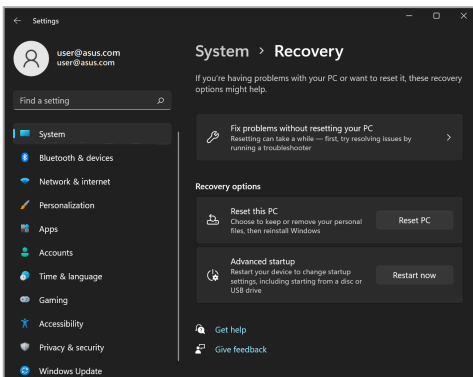 Settings
user@asus.com
user@asus.com
Find a setting
System
Bluetooth & devices
Network & internet
Personalization
Apps
Accounts
Time & language
Gaming
Accessibility
Privacy & security
Windows Update
System > Recovery
If you're having problems with your PC or want to reset it, these recovery
options might help.
Fix problems without resetting your PC
Resetting can take a while — first, try resolving issues by
running a troubleshooter
Recovery options
Reset this PC
Choose to keep or remove your personal
files, then reinstall Windows
Reset PC
Advanced startup
Restart your device to change startup
settings, including starting from a disc or
USB drive
Restart now
Get help
Give feedback